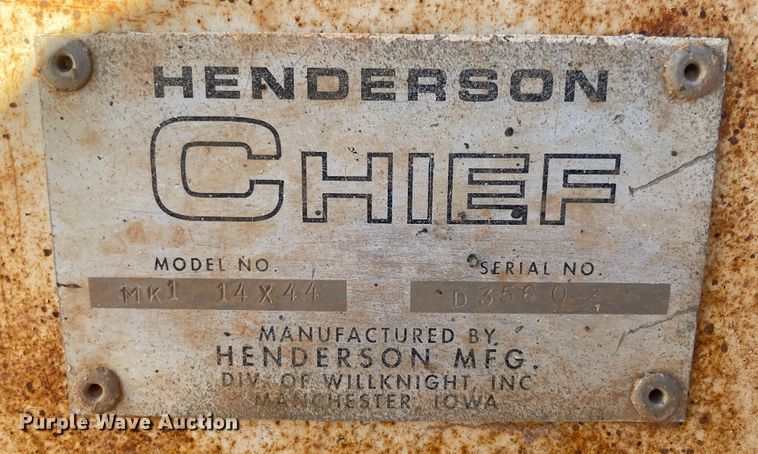 HENDERSON
CHIEF
MODEL NO. SERIAL NO.
MK1 14X44 D3560
MANUFACTURED BY
HENDERSON MFG.
DIV. OF WILLKNIGHT, INC
MANCHESTER, IOWA
Purple Wave Auction